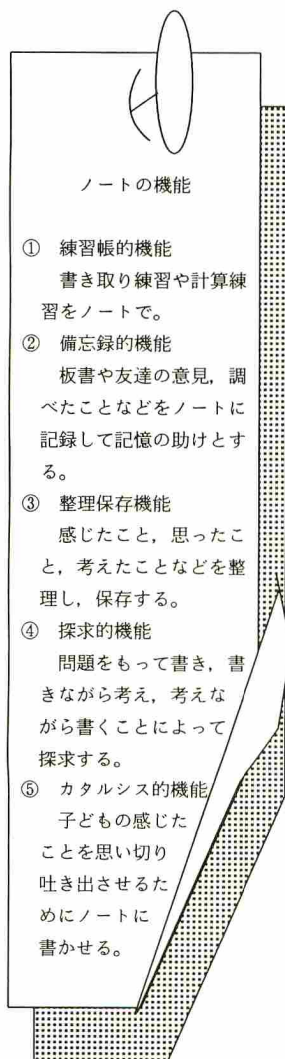 ノートの機能
① 練習帳的機能
書き取り練習や計算練
習をノートで。
② 備忘録的機能
板書や友達の意見，調
べたことなどをノートに
記録して記憶の助けとす
る。
③ 整理保存機能
感じたこと，思ったこ
と，考えたことなどを整
理し，保存する。
④ 探求的機能
問題をもって書き，書
きながら考え，考えな
がら書くことによって
探求する。
⑤ カタルシス的機能
子どもの感じた
ことを思い切り
吐き出させるた
めにノートに
書かせる。